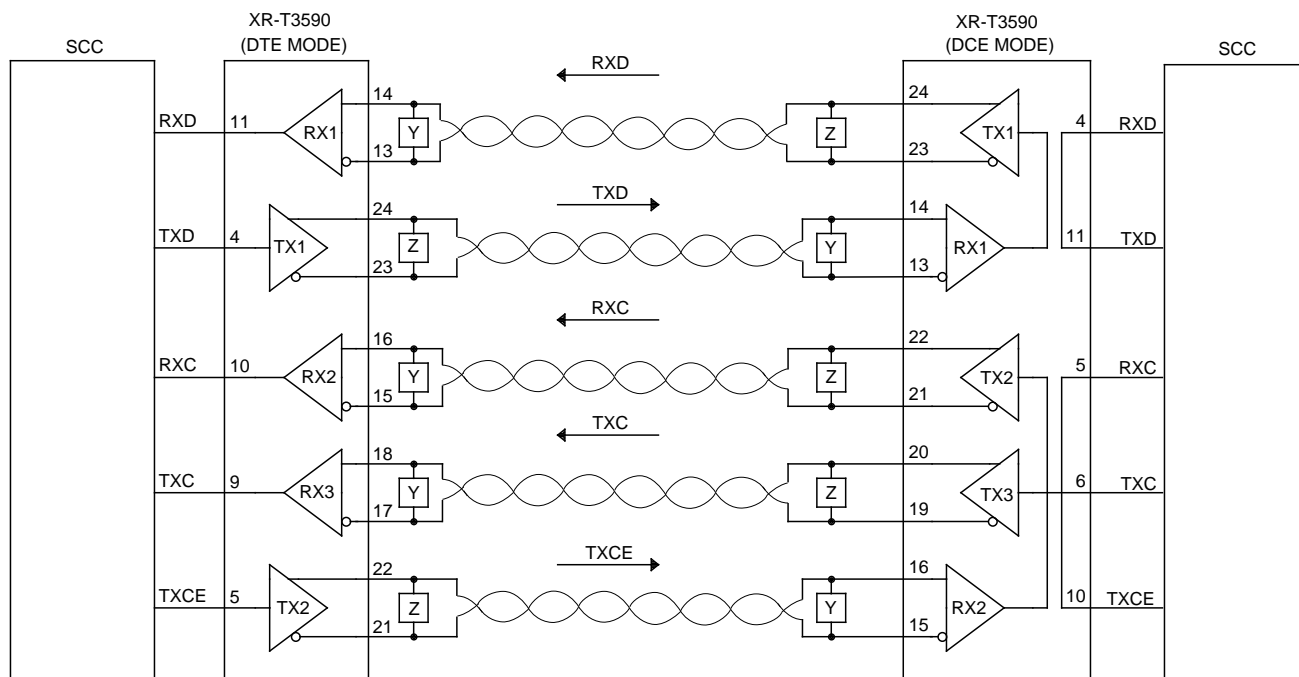 XR-T3590
(DTE MODE)
XR-T3590
(DCE MODE)
SCC
SCC
RXD
RXD 11 RX1 14 13 Y Z 24 23 TX1 4 RXD
TXD
TXD 4 TX1 24 23 Z Y 14 13 RX1 11 TXD
RXC
RXC 10 RX2 16 15 Y Z 22 21 TX2 5 RXC
TXC
TXC 9 RX3 18 17 Y Z 20 19 TX3 6 TXC
TXCE
TXCE 5 TX2 22 21 Z Y 16 15 RX2 10 TXCE